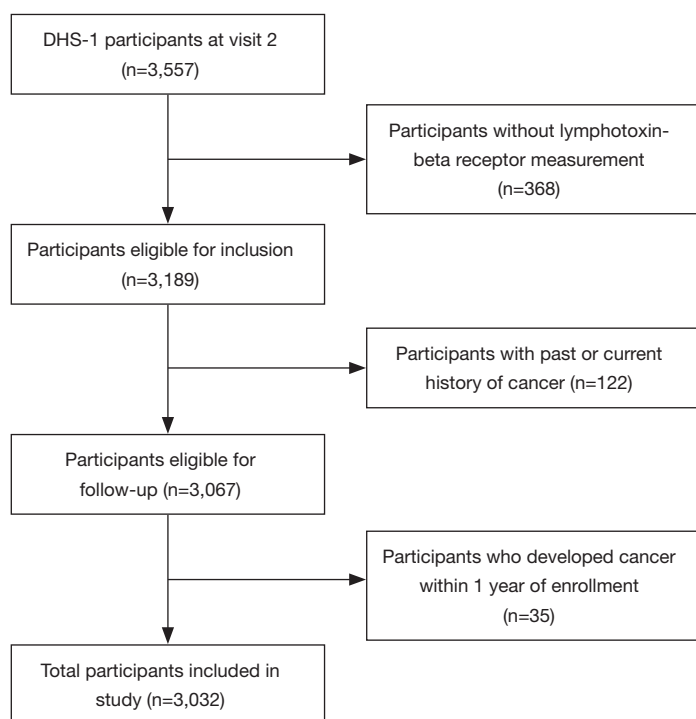 DHS-1 participants at visit 2
(n=3,557)
Participants without lymphotoxin-
beta receptor measurement
(n=368)
Participants eligible for inclusion
(n=3,189)
Participants with past or current
history of cancer (n=122)
Participants eligible for
follow-up (n=3,067)
Participants who developed cancer
within 1 year of enrollment
(n=35)
Total participants included in
study (n=3,032)